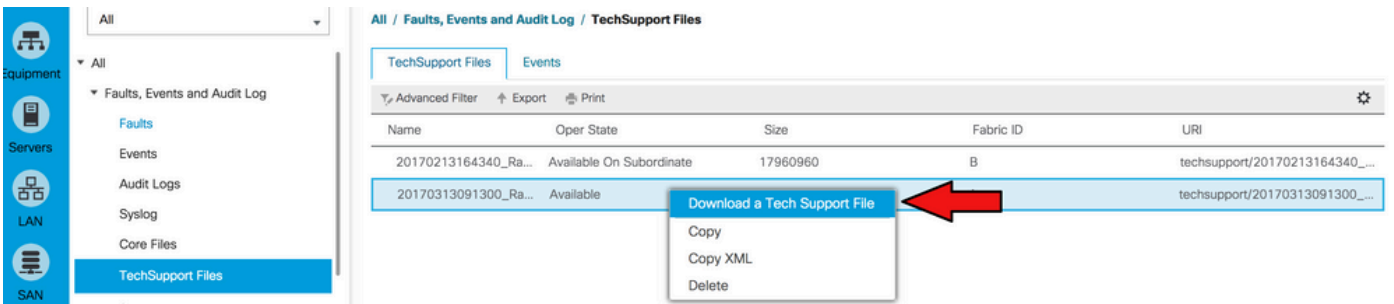 Equipment
Servers
LAN
SAN
All
All
Faults, Events and Audit Log
Faults
Events
Audit Logs
Syslog
Core Files
TechSupport Files
All / Faults, Events and Audit Log / TechSupport Files
TechSupport Files Events
Advanced Filter Export Print
Name Oper State Size Fabric ID URI
20170213164340_Ra... Available On Subordinate 17960960 B techsupport/20170213164340_...
20170313091300_Ra... Available techsupport/20170313091300_...
Download a Tech Support File
Copy
Copy XML
Delete